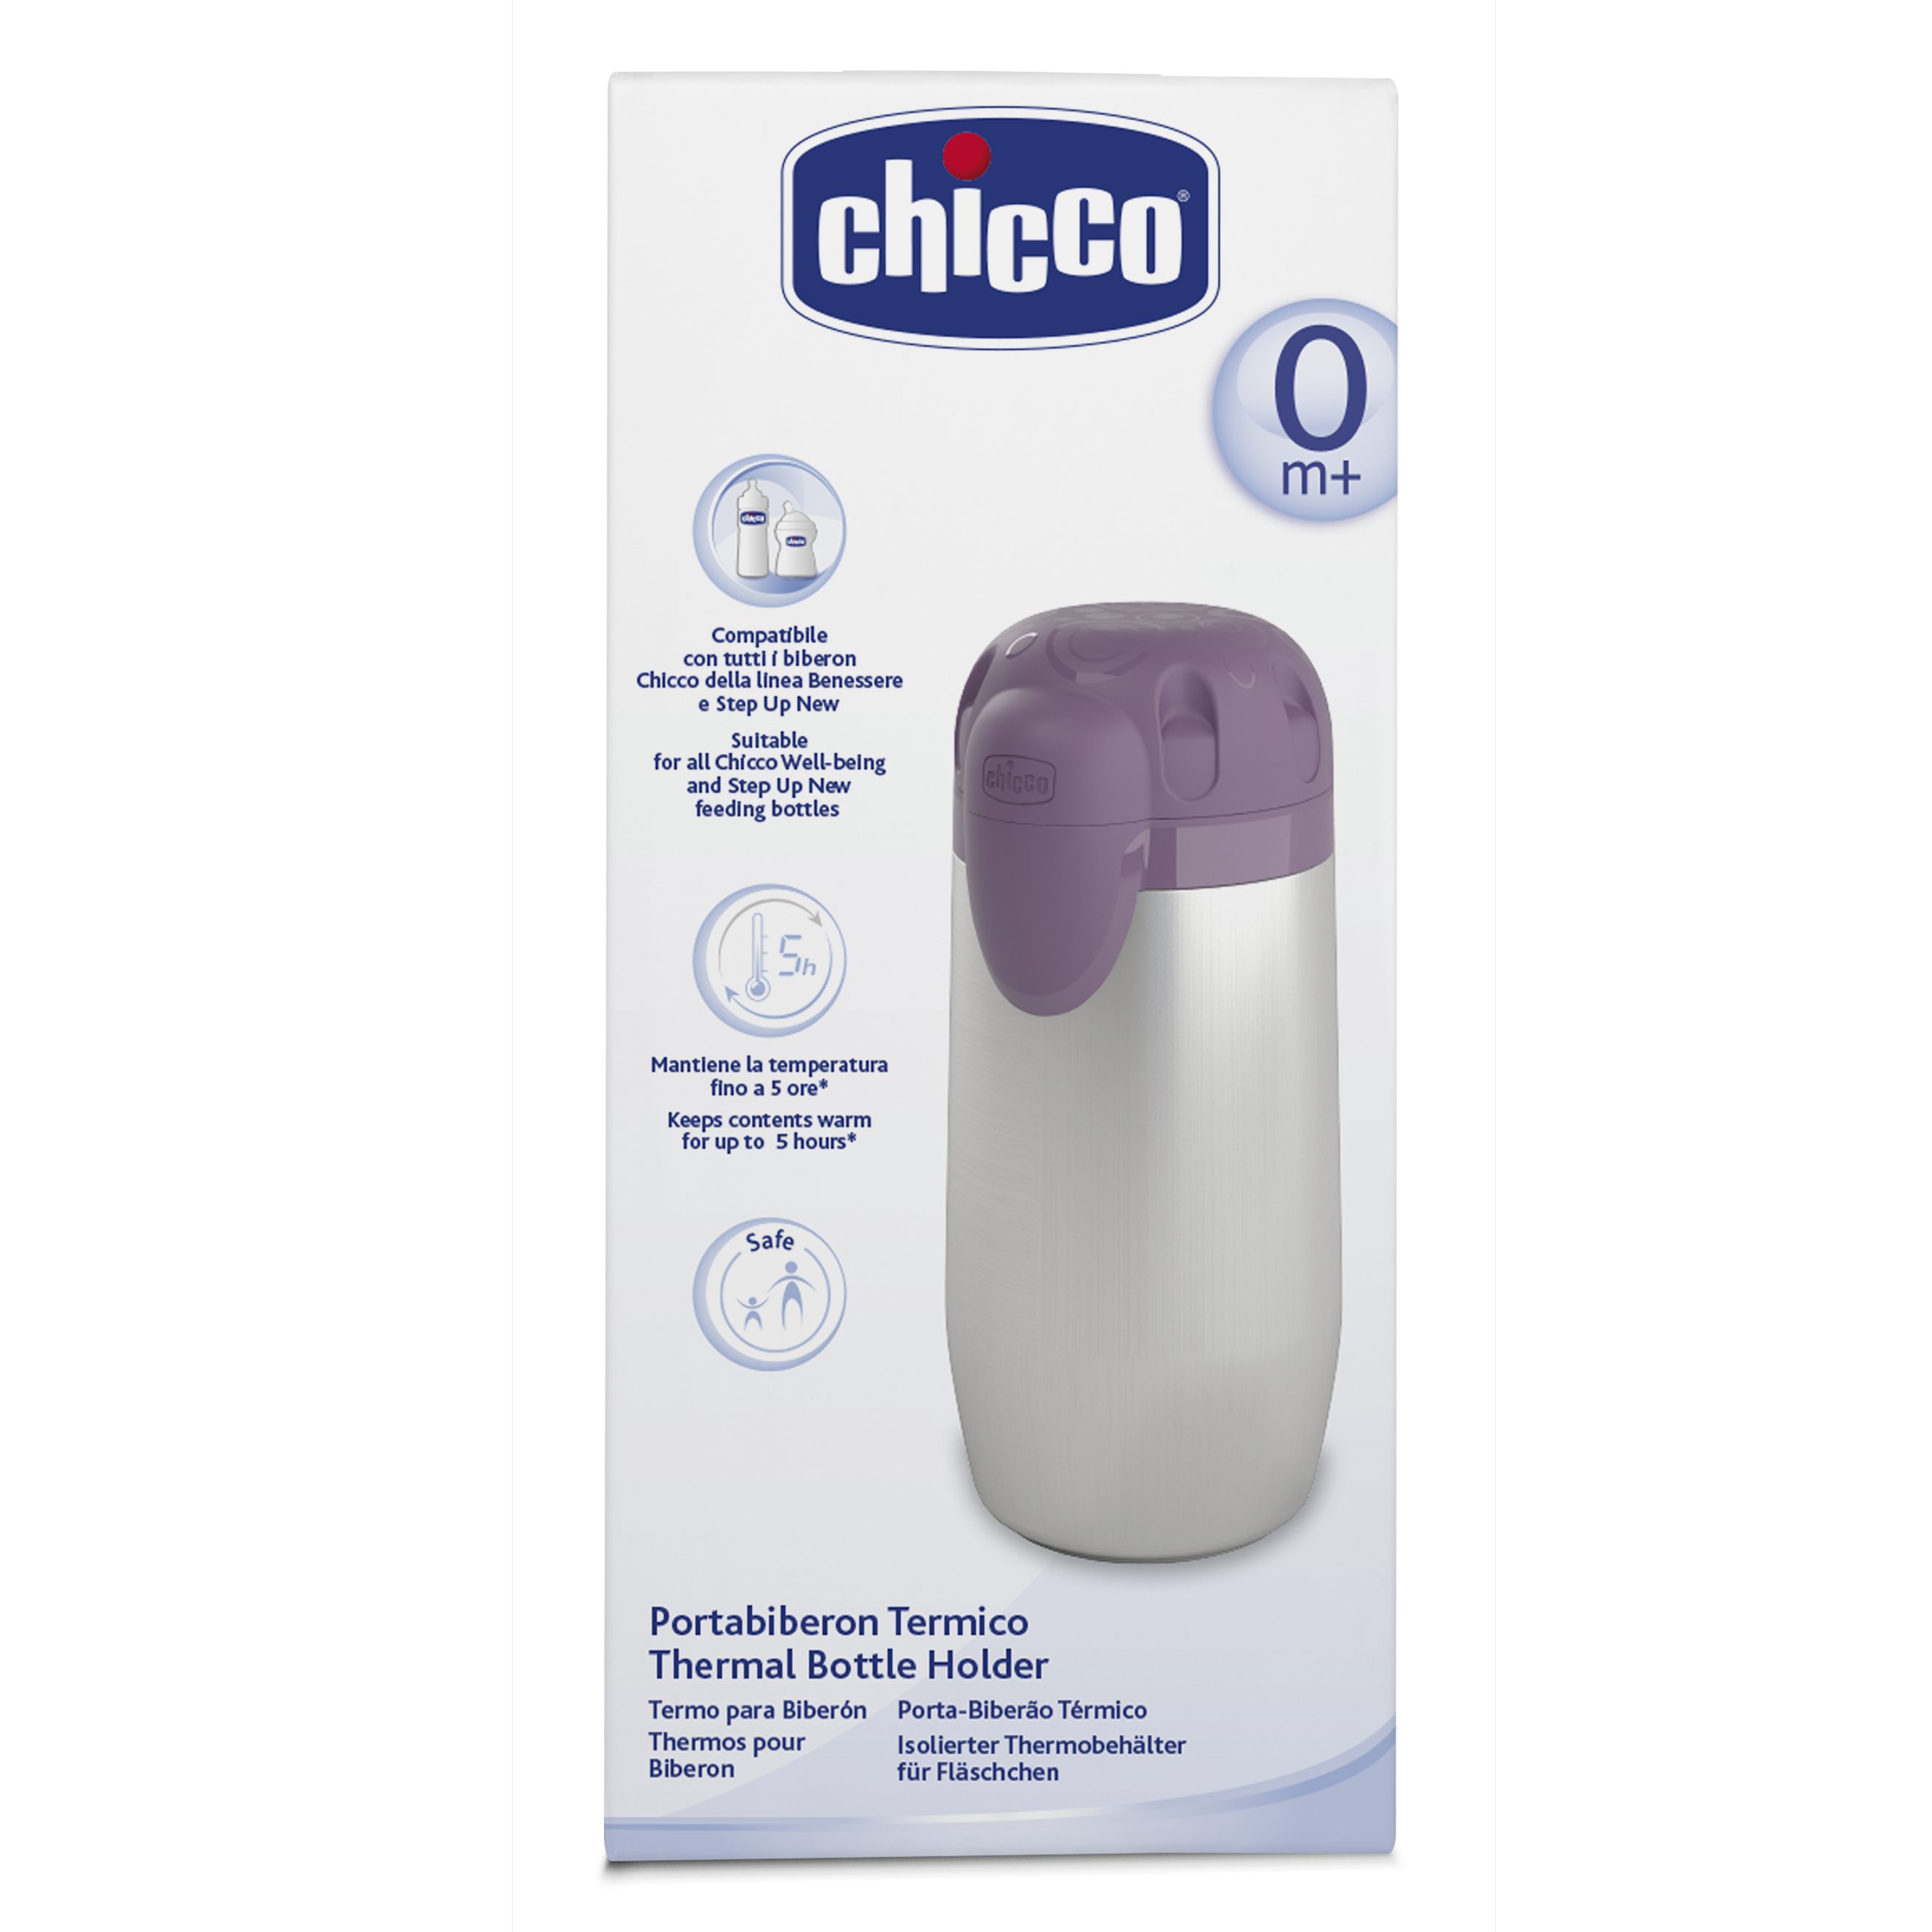 chicco®
0
m+
chicco
chicco
Compatibile
con tutti i biberon
Chicco della linea Benessere
e Step Up New
Suitable
for all Chicco Well-being
and Step Up New
feeding bottles
chicco
5h
Mantiene la temperatura
fino a 5 ore*
Keeps contents warm
for up to 5 hours*
Safe
Portabiberon Termico
Thermal Bottle Holder
Termo para Biberón
Thermos pour
Biberon
Porta-Biberão Térmico
Isolierter Thermobehälter
für Fläschchen